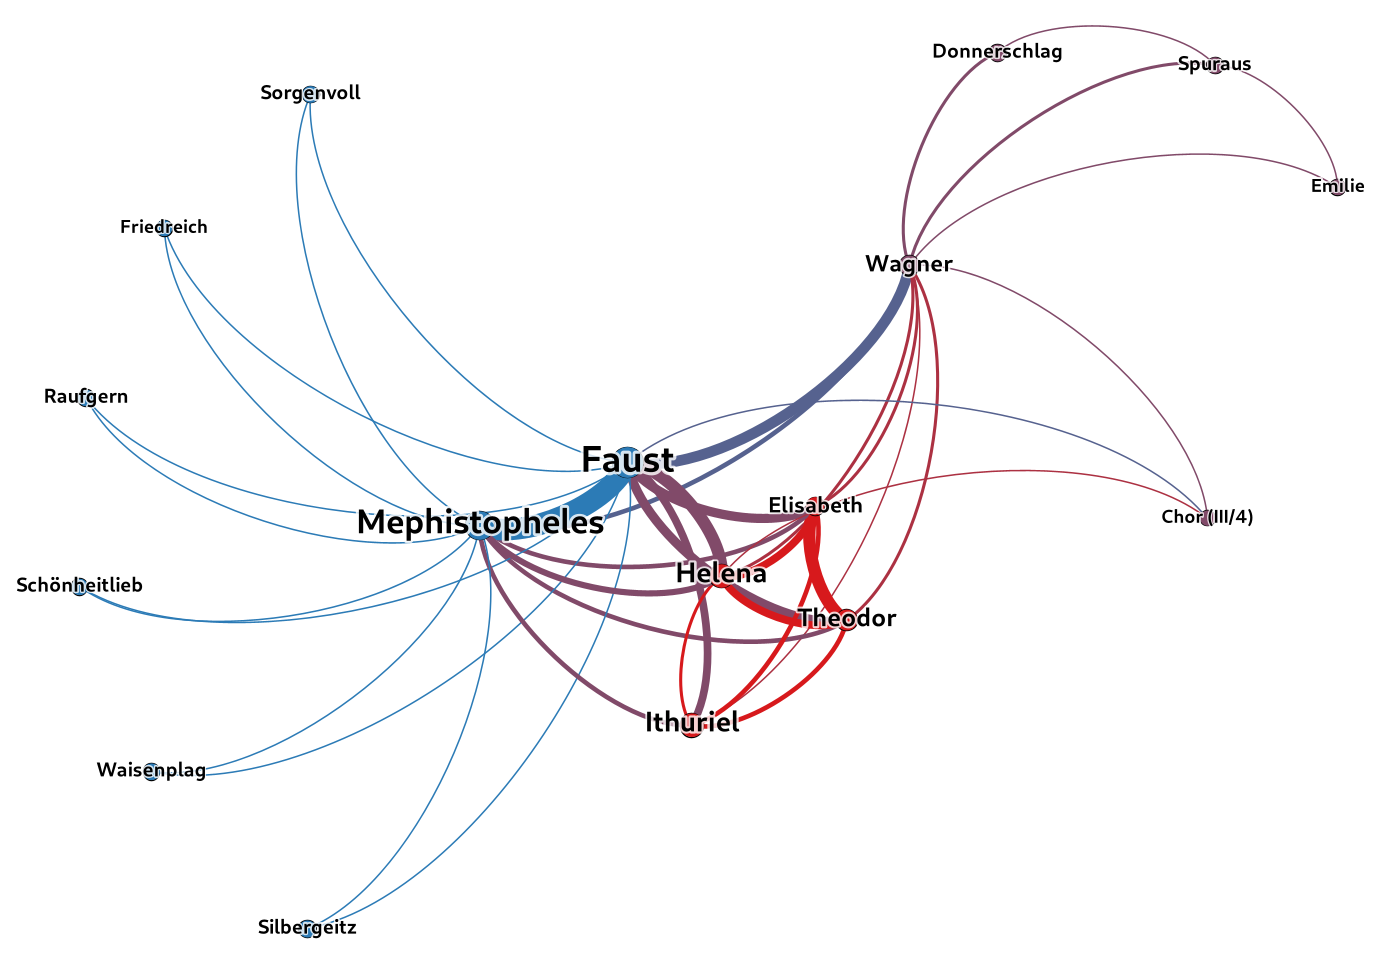 Donnerschlag
Spuraus
Sorgenvoll
Emilie
Friedreich
Wagner
Raufgern
Faust
Elisabeth
Chor (III/4)
Mephistopheles
Helena
Schönheitlieb
Theodor
Ithuriel
Waisenplag
Silbergeitz